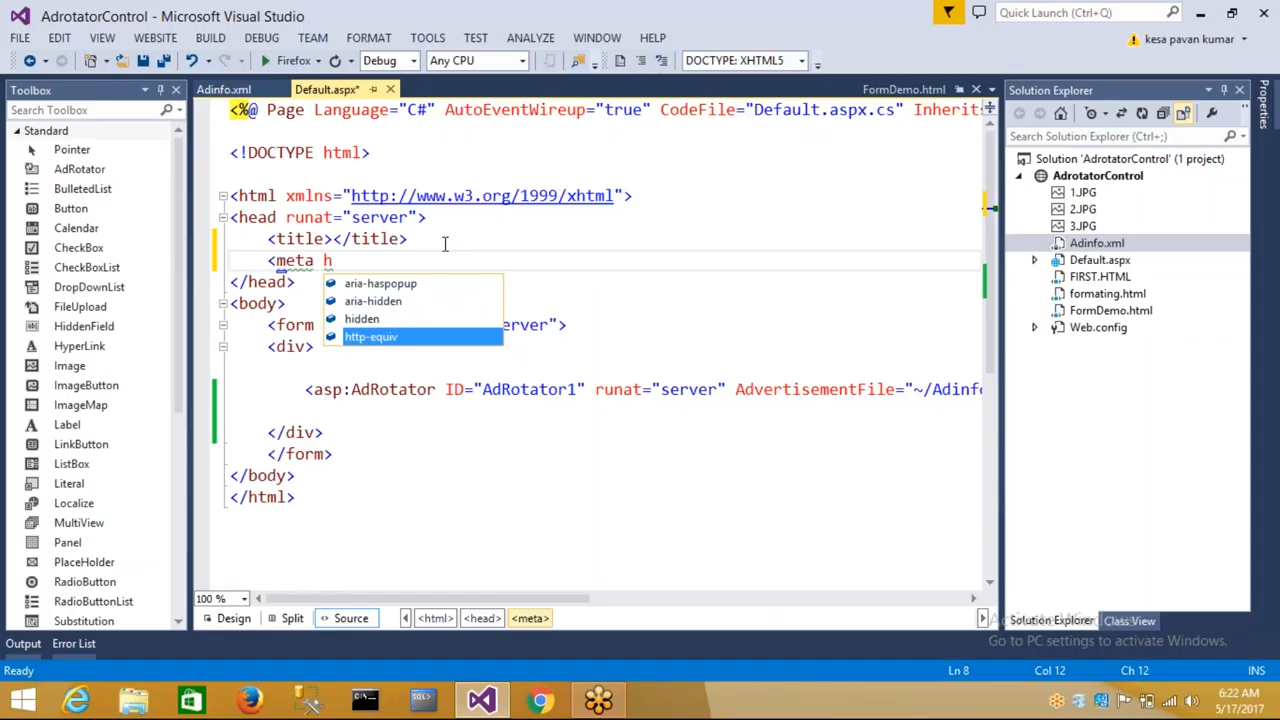 AdrotatorControl - Microsoft Visual Studio
Quick Launch (Ctrl+Q)
FILE EDIT VIEW WEBSITE BUILD DEBUG TEAM FORMAT TOOLS TEST ANALYZE WINDOW HELP
kesa pavan kumar
Firefox Debug Any CPU DOCTYPE: XHTML5
Toolbox
Search Toolbox
Standard
Pointer
AdRotator
BulletedList
Button
Calendar
CheckBox
CheckBoxList
DropDownList
FileUpload
HiddenField
HyperLink
Image
ImageButton
ImageMap
Label
LinkButton
ListBox
Literal
Localize
MultiView
Panel
PlaceHolder
RadioButton
RadioButtonList
Substitution
Adinfo.xml Default.aspx* FormDemo.html
<%@ Page Language="C#" AutoEventWireup="true" CodeFile="Default.aspx.cs" Inherits
<!DOCTYPE html>
<html xmlns="http://www.w3.org/1999/xhtml">
<head runat="server">
<title></title>
<meta h
</head>
<body>
<form server">
<div>
<asp:AdRotator ID="AdRotator1" runat="server" AdvertisementFile="~/Adinfo
</div>
</form>
</body>
</html>
aria-haspopup
aria-hidden
hidden
http-equiv
100 %
Design Split Source <html> <head> <meta>
Solution Explorer
Search Solution Explorer (Ctrl+;)
Solution 'AdrotatorControl' (1 project)
AdrotatorControl
1.JPG
2.JPG
3.JPG
Adinfo.xml
Default.aspx
FIRST.HTML
formating.html
FormDemo.html
Web.config
Activate Windows
Solution Explorer Class View
Go to PC settings to activate Windows.
Properties
Output Error List
Ready Ln 8 Col 12 Ch 12 INS
6:22 AM
5/17/2017